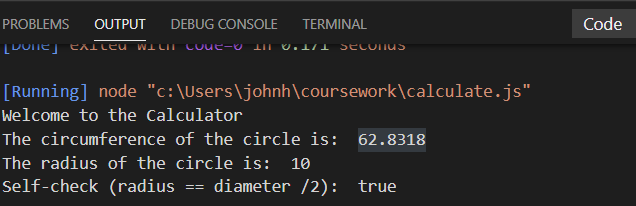 PROBLEMS OUTPUT DEBUG CONSOLE TERMINAL Code
[Done] exited with code=0 in 0.171 seconds
[Running] node "c:\Users\johnh\coursework\calculate.js"
Welcome to the Calculator
The circumference of the circle is:  62.8318
The radius of the circle is:  10
Self-check (radius == diameter /2):  true